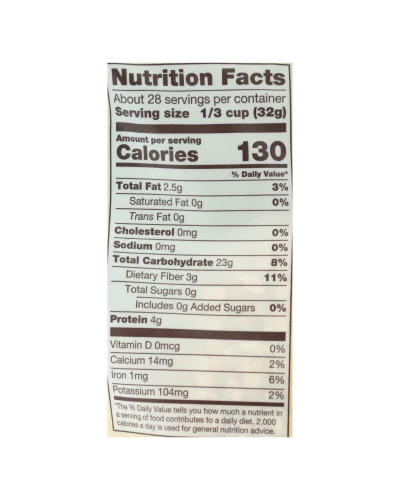 Nutrition Facts
About 28 servings per container
Serving size 1/3 cup (32g)
Amount per serving
Calories 130
% Daily Value*
Total Fat 2.5g 3%
Saturated Fat 0g 0%
Trans Fat 0g
Cholesterol 0mg 0%
Sodium 0mg 0%
Total Carbohydrate 23g 8%
Dietary Fiber 3g 11%
Total Sugars 0g
Includes 0g Added Sugars 0%
Protein 4g
Vitamin D 0mcg 0%
Calcium 14mg 2%
Iron 1mg 6%
Potassium 104mg 2%
*The % Daily Value tells you how much a nutrient in
a serving of food contributes to a daily diet. 2,000
calories a day is used for general nutrition advice.